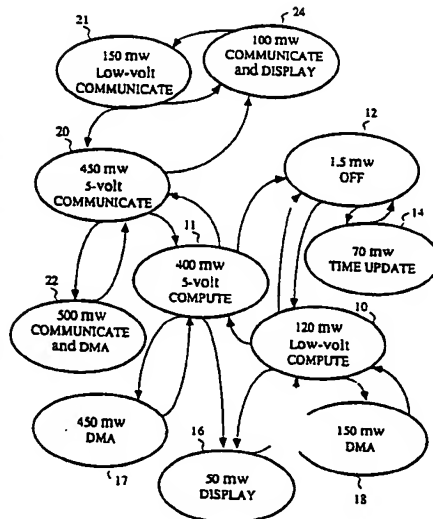 21
150 mw
Low-volt
COMMUNICATE
24
100 mw
COMMUNICATE
and DISPLAY
20
450 mw
5-volt
COMMUNICATE
12
1.5 mw
OFF
14
70 mw
TIME UPDATE
11
400 mw
5-volt
COMPUTE
22
500 mw
COMMUNICATE
and DMA
10
120 mw
Low-volt
COMPUTE
450 mw
DMA
17
16
50 mw
DISPLAY
150 mw
DMA
18